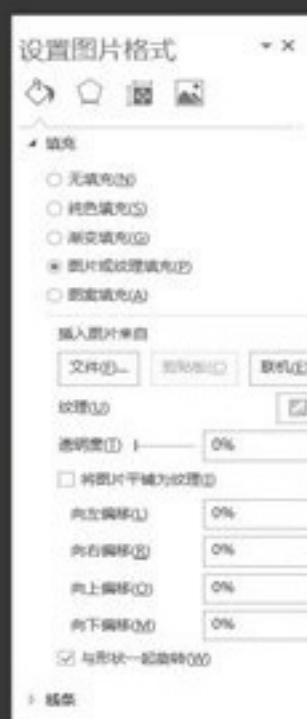 设置图片格式
填充
无填充(N)
纯色填充(S)
渐变填充(G)
图片或纹理填充(P)
图案填充(A)
插入图片来自
文件(F)... 剪贴板(C) 联机(E)
纹理(U)
透明度(T) 0%
将图片平铺为纹理(I)
向左偏移(L) 0%
向右偏移(R) 0%
向上偏移(O) 0%
向下偏移(M) 0%
与形状一起旋转(W)
线条